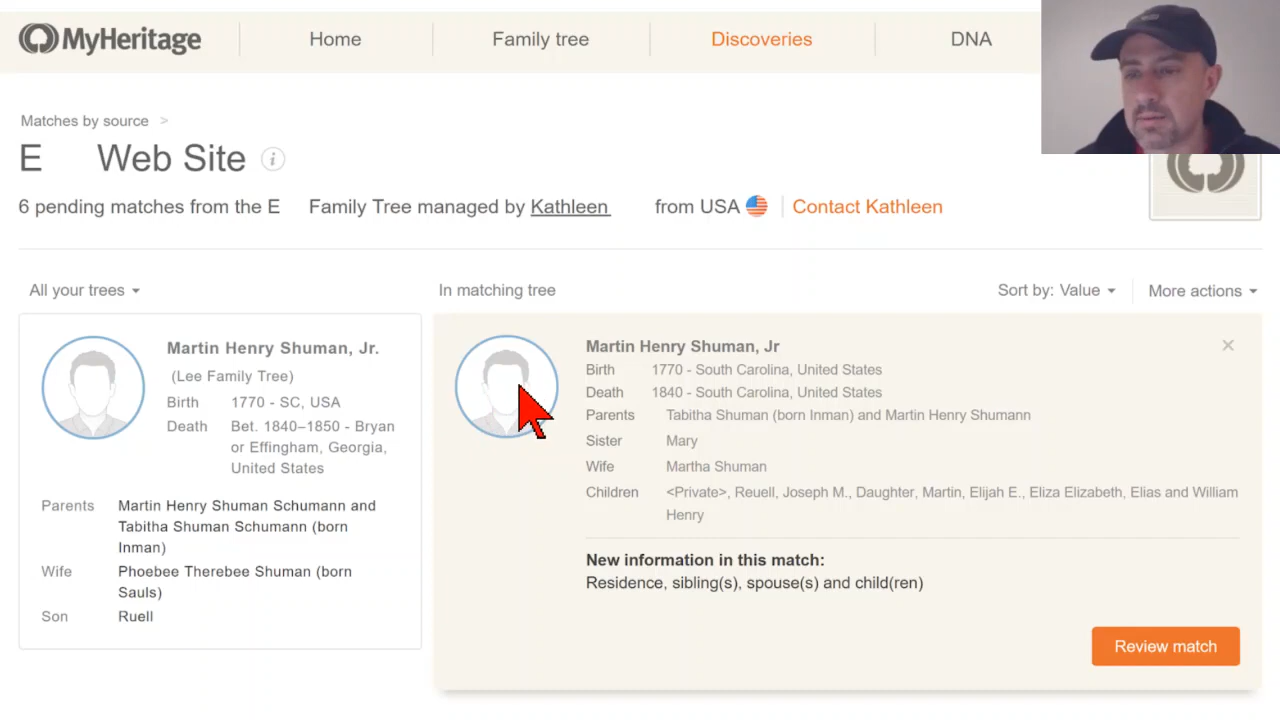 MyHeritage Home Family tree Discoveries DNA
Matches by source >
E Web Site i
6 pending matches from the E Family Tree managed by Kathleen from USA Contact Kathleen
All your trees In matching tree Sort by: Value More actions
Martin Henry Shuman, Jr.
(Lee Family Tree)
Birth 1770 - SC, USA
Death Bet. 1840–1850 - Bryan
or Effingham, Georgia,
United States
Parents Martin Henry Shuman Schumann and
Tabitha Shuman Schumann (born
Inman)
Wife Phoebee Therebee Shuman (born
Sauls)
Son Ruell
Martin Henry Shuman, Jr
Birth 1770 - South Carolina, United States
Death 1840 - South Carolina, United States
Parents Tabitha Shuman (born Inman) and Martin Henry Shumann
Sister Mary
Wife Martha Shuman
Children <Private>, Reuell, Joseph M., Daughter, Martin, Elijah E., Eliza Elizabeth, Elias and William
Henry
New information in this match:
Residence, sibling(s), spouse(s) and child(ren)
Review match